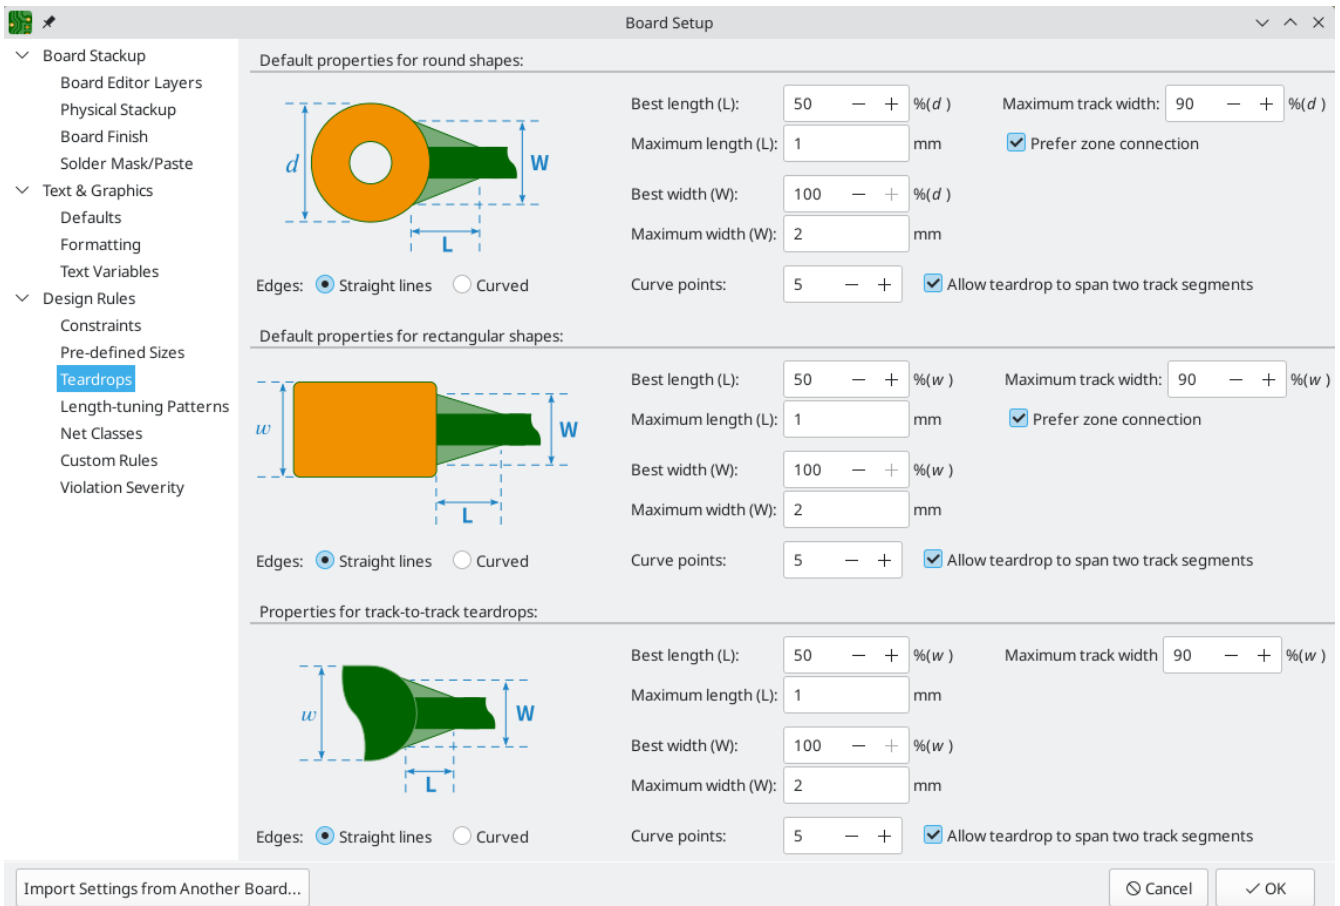 Board Setup
Board Stackup
Board Editor Layers
Physical Stackup
Board Finish
Solder Mask/Paste
Text & Graphics
Defaults
Formatting
Text Variables
Design Rules
Constraints
Pre-defined Sizes
Teardrops
Length-tuning Patterns
Net Classes
Custom Rules
Violation Severity
Default properties for round shapes:
d
W
L
Best length (L): 50 — + %(d )
Maximum track width: 90 — + %(d )
Maximum length (L): 1 mm
Prefer zone connection
Best width (W): 100 — + %(d )
Maximum width (W): 2 mm
Edges: Straight lines Curved
Curve points: 5 — +
Allow teardrop to span two track segments
Default properties for rectangular shapes:
w
W
L
Best length (L): 50 — + %(w )
Maximum track width: 90 — + %(w )
Maximum length (L): 1 mm
Prefer zone connection
Best width (W): 100 — + %(w )
Maximum width (W): 2 mm
Edges: Straight lines Curved
Curve points: 5 — +
Allow teardrop to span two track segments
Properties for track-to-track teardrops:
w
W
L
Best length (L): 50 — + %(w )
Maximum track width 90 — + %(w )
Maximum length (L): 1 mm
Best width (W): 100 — + %(w )
Maximum width (W): 2 mm
Edges: Straight lines Curved
Curve points: 5 — +
Allow teardrop to span two track segments
Import Settings from Another Board...
Cancel
OK